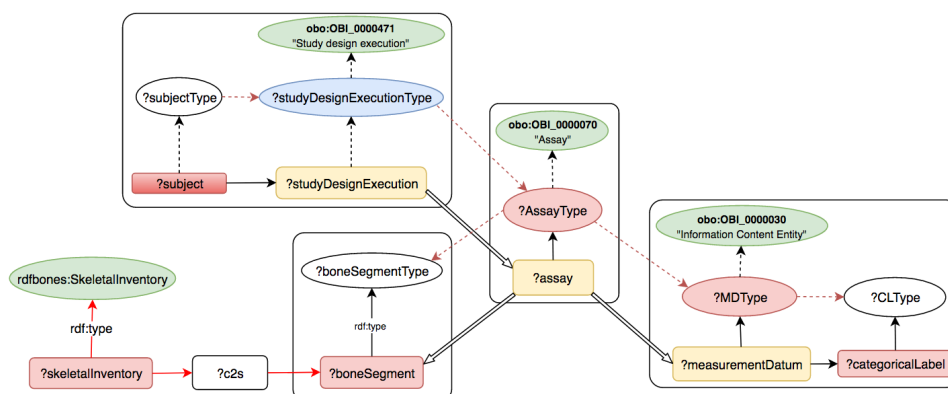 obo:OBI_0000471
"Study design execution"
?subjectType
?studyDesignExecutionType
?subject
?studyDesignExecution
obo:OBI_0000070
"Assay"
?AssayType
?assay
obo:OBI_0000030
"Information Content Entity"
?MDType
?CLType
?measurementDatum
?categoricalLabel
?boneSegmentType
rdf:type
?boneSegment
rdfbones:SkeletalInventory
rdf:type
?skeletalInventory
?c2s